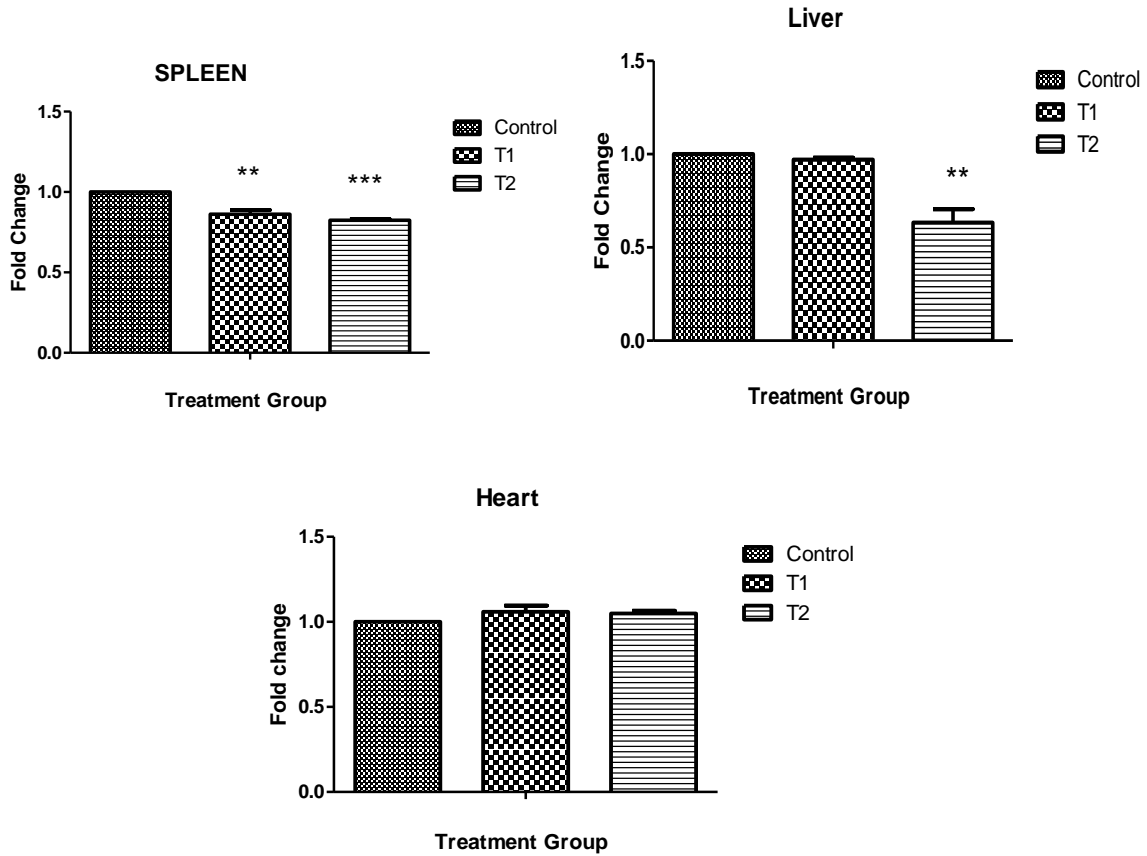 SPLEEN
1.5
1.0
0.5
0.0
Fold Change
** ***
Treatment Group
Control
T1
T2
Liver
1.5
1.0
0.5
0.0
Fold Change
**
Treatment Group
Control
T1
T2
Heart
1.5
1.0
0.5
0.0
Fold change
Treatment Group
Control
T1
T2